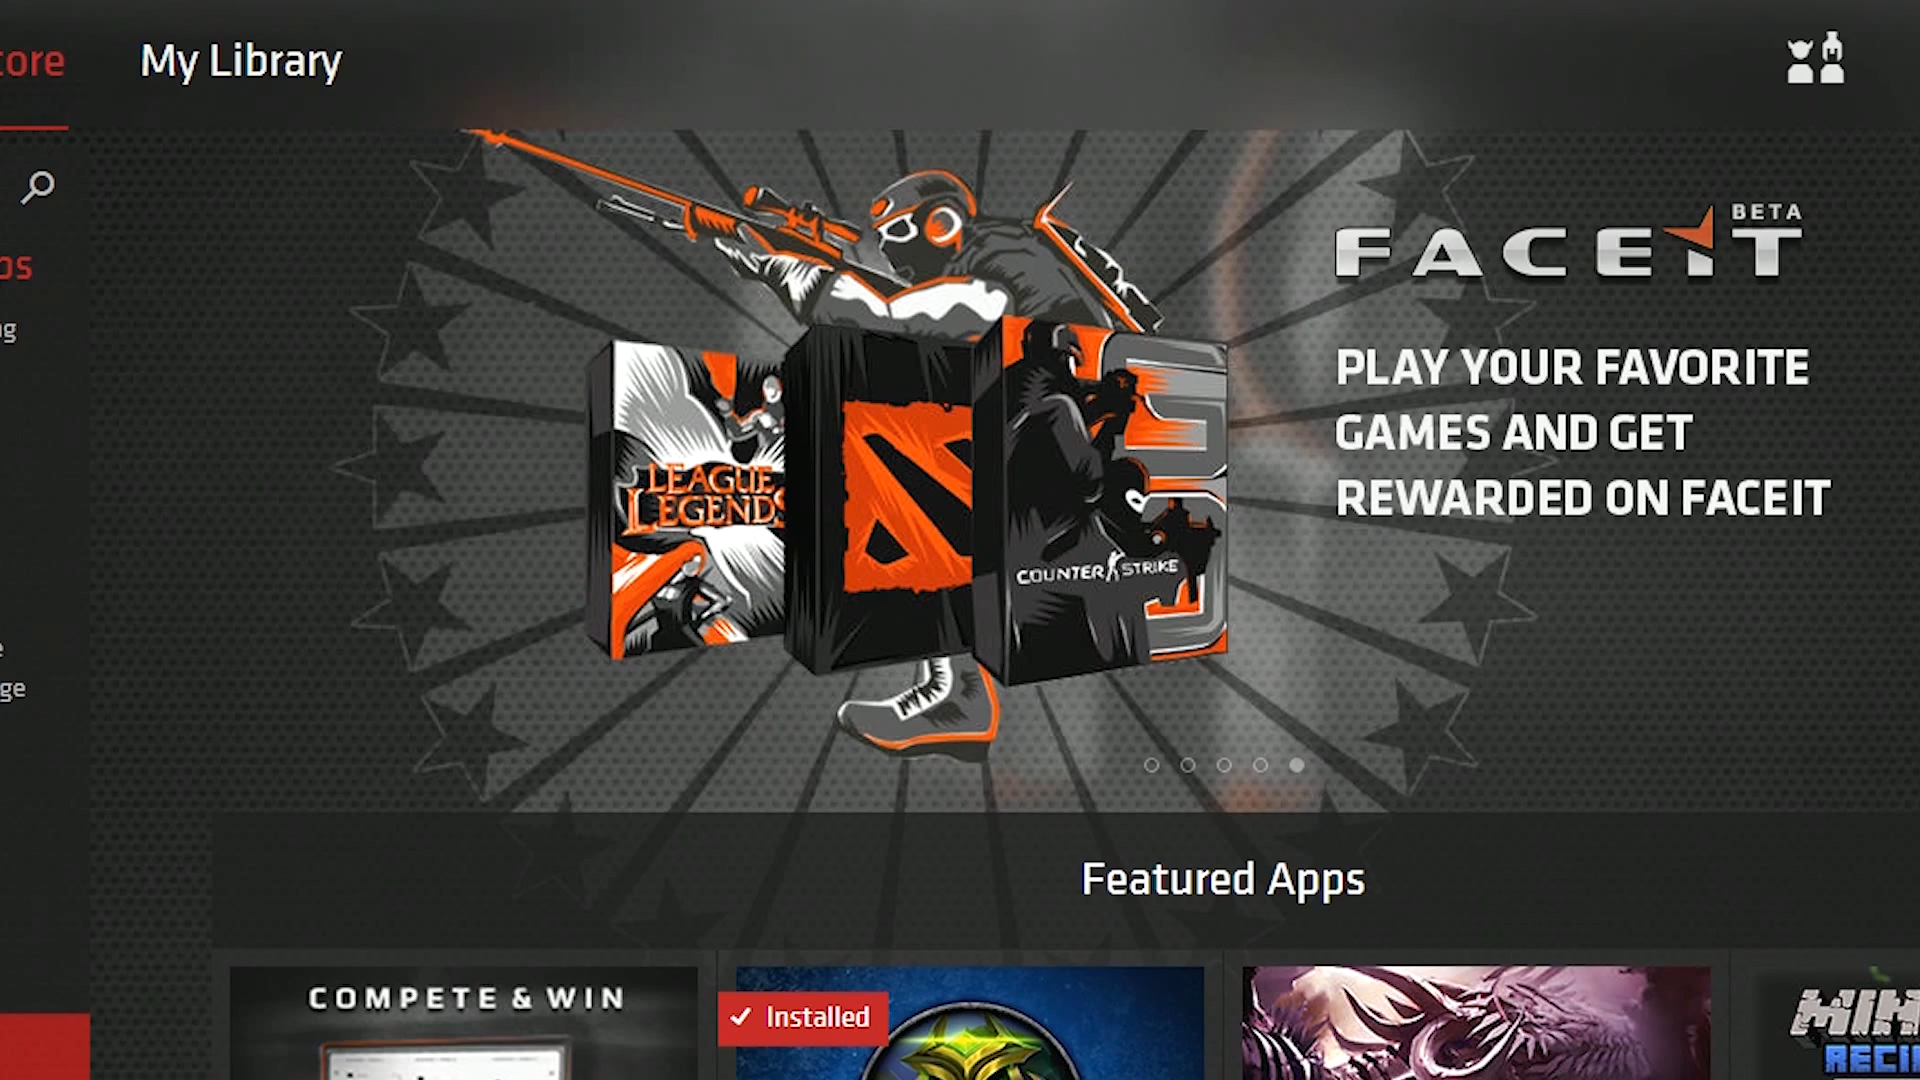 My Library
BETA
FACEIT
PLAY YOUR FAVORITE
GAMES AND GET
REWARDED ON FACEIT
LEAGUE
LEGENDS
COUNTER STRIKE
Featured Apps
COMPETE & WIN
Installed